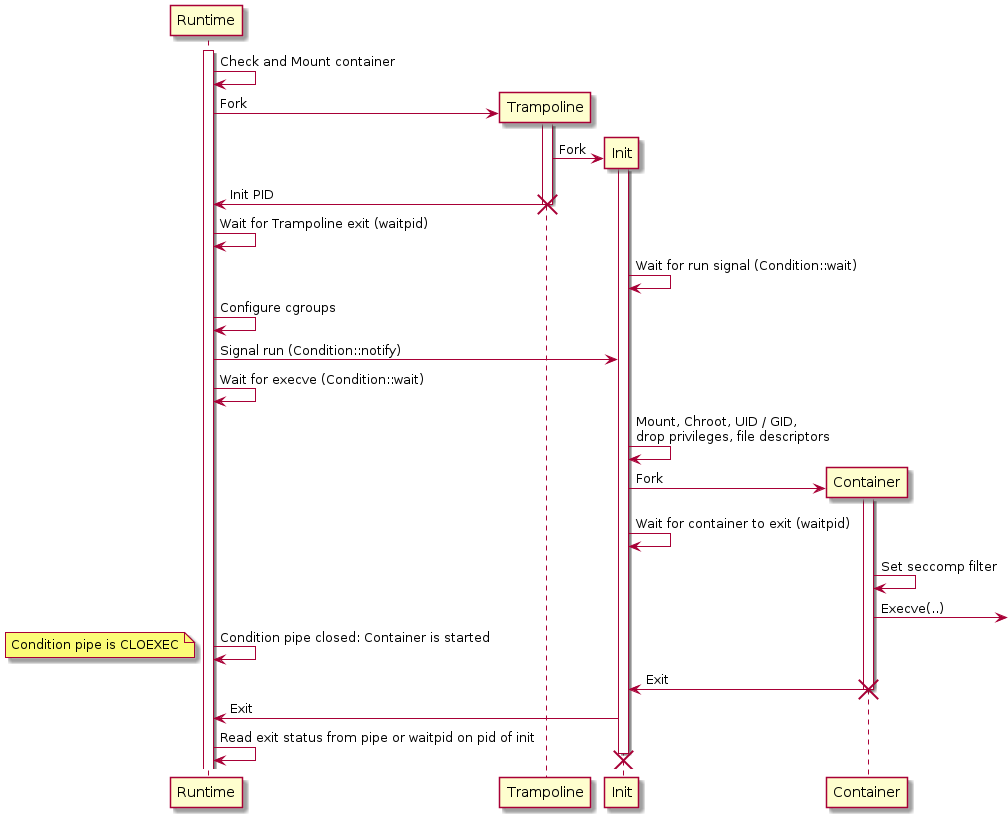 Runtime
Check and Mount container
Fork
Trampoline
Fork
Init
Init PID
Wait for Trampoline exit (waitpid)
Wait for run signal (Condition::wait)
Configure cgroups
Signal run (Condition::notify)
Wait for execve (Condition::wait)
Mount, Chroot, UID / GID,
drop privileges, file descriptors
Fork
Container
Wait for container to exit (waitpid)
Set seccomp filter
Execve(..)
Condition pipe is CLOEXEC
Condition pipe closed: Container is started
Exit
Exit
Read exit status from pipe or waitpid on pid of init
Runtime
Trampoline
Init
Container